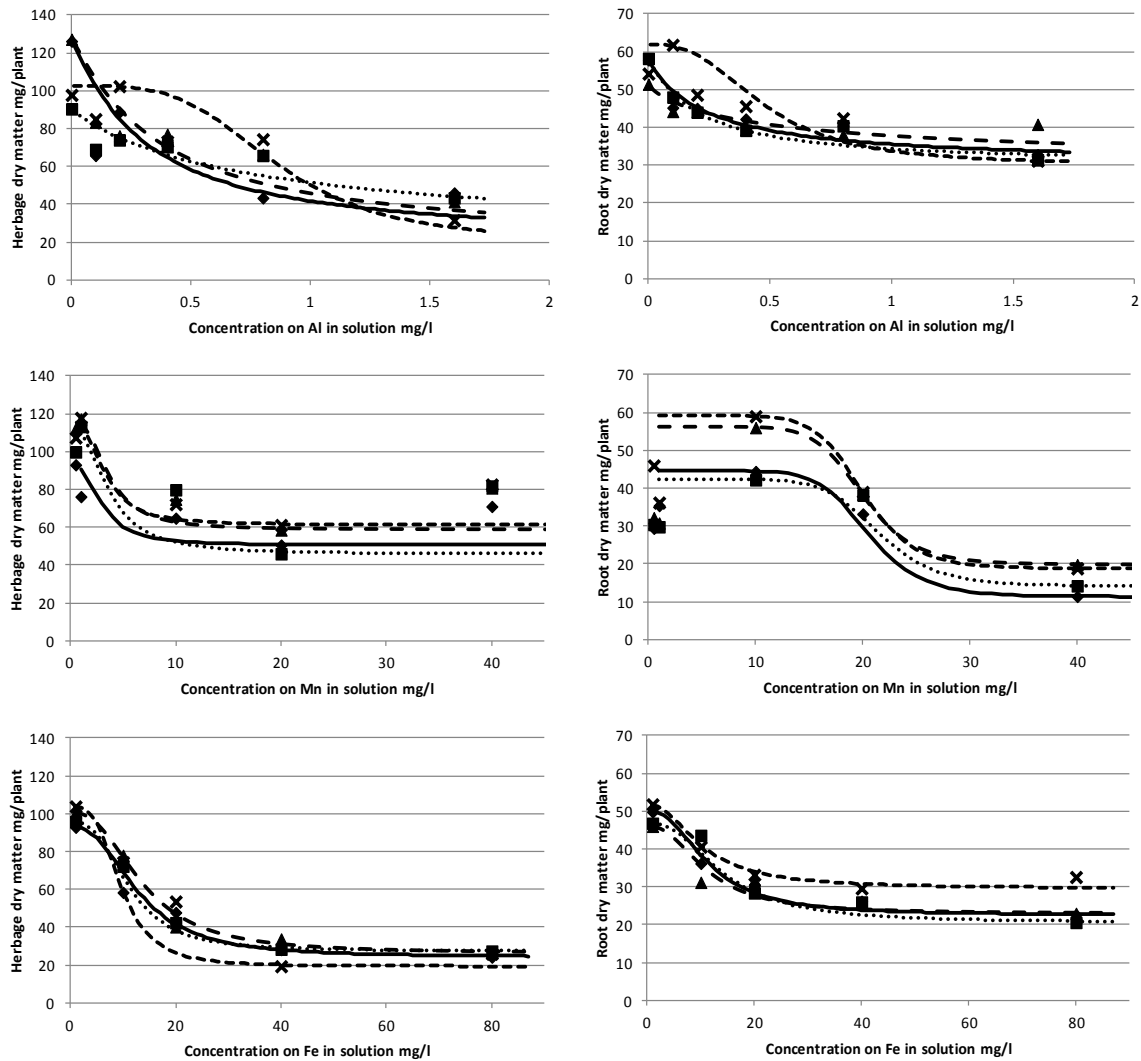 Herbage dry matter mg/plant
140
120
100
80
60
40
20
0
0 0.5 1 1.5 2
Concentration on Al in solution mg/l
Root dry matter mg/plant
70
60
50
40
30
20
10
0
0 0.5 1 1.5 2
Concentration on Al in solution mg/l
Herbage dry matter mg/plant
140
120
100
80
60
40
20
0
0 10 20 30 40
Concentration on Mn in solution mg/l
Root dry matter mg/plant
70
60
50
40
30
20
10
0
0 10 20 30 40
Concentration on Mn in solution mg/l
Herbage dry matter mg/plant
140
120
100
80
60
40
20
0
0 20 40 60 80
Concentration on Fe in solution mg/l
Root dry matter mg/plant
70
60
50
40
30
20
10
0
0 20 40 60 80
Concentration on Fe in solution mg/l